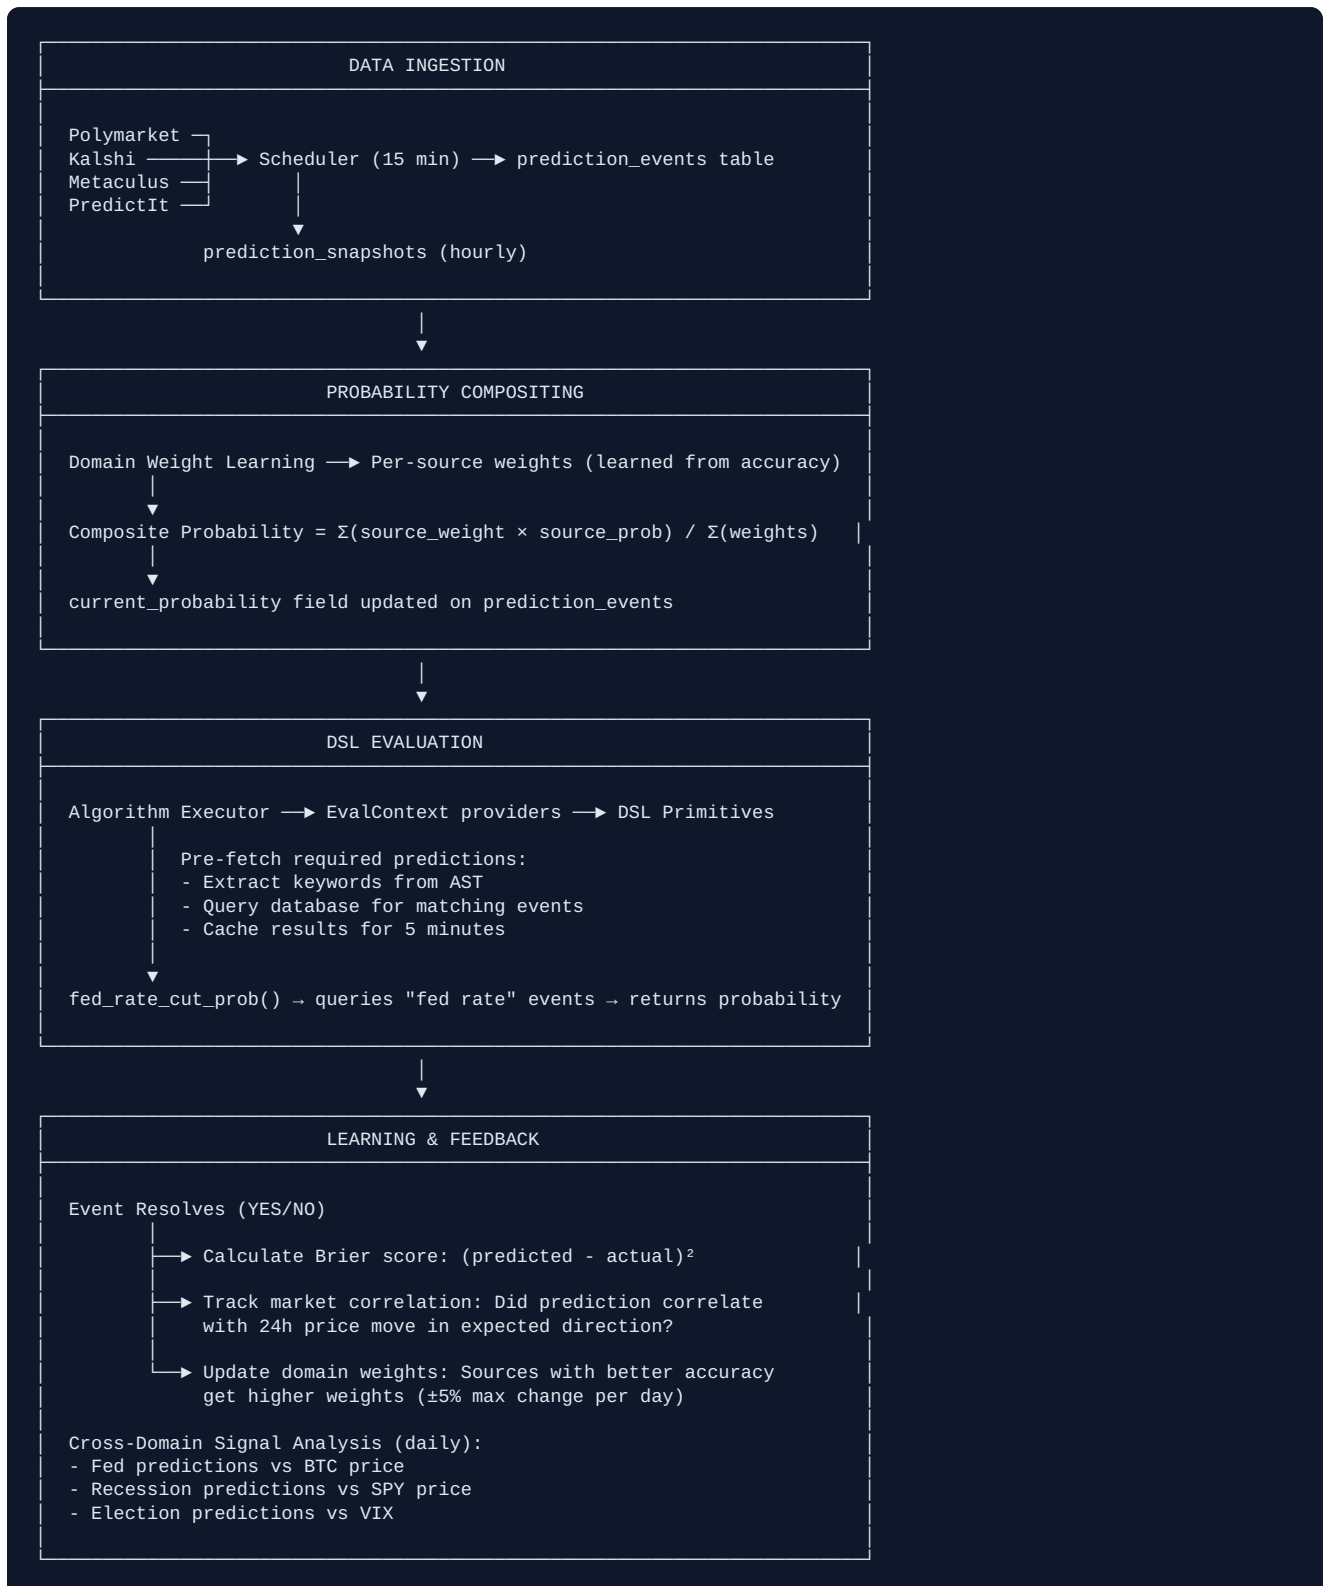 DATA INGESTION
Polymarket
Kalshi ──► Scheduler (15 min) ──► prediction_events table
Metaculus
PredictIt
▼
prediction_snapshots (hourly)
▼
PROBABILITY COMPOSITING
Domain Weight Learning ──► Per-source weights (learned from accuracy)
▼
Composite Probability = Σ(source_weight × source_prob) / Σ(weights)
▼
current_probability field updated on prediction_events
▼
DSL EVALUATION
Algorithm Executor ──► EvalContext providers ──► DSL Primitives
Pre-fetch required predictions:
- Extract keywords from AST
- Query database for matching events
- Cache results for 5 minutes
▼
fed_rate_cut_prob() → queries "fed rate" events → returns probability
▼
LEARNING & FEEDBACK
Event Resolves (YES/NO)
├──► Calculate Brier score: (predicted - actual)²
├──► Track market correlation: Did prediction correlate
with 24h price move in expected direction?
└──► Update domain weights: Sources with better accuracy
get higher weights (±5% max change per day)
Cross-Domain Signal Analysis (daily):
- Fed predictions vs BTC price
- Recession predictions vs SPY price
- Election predictions vs VIX